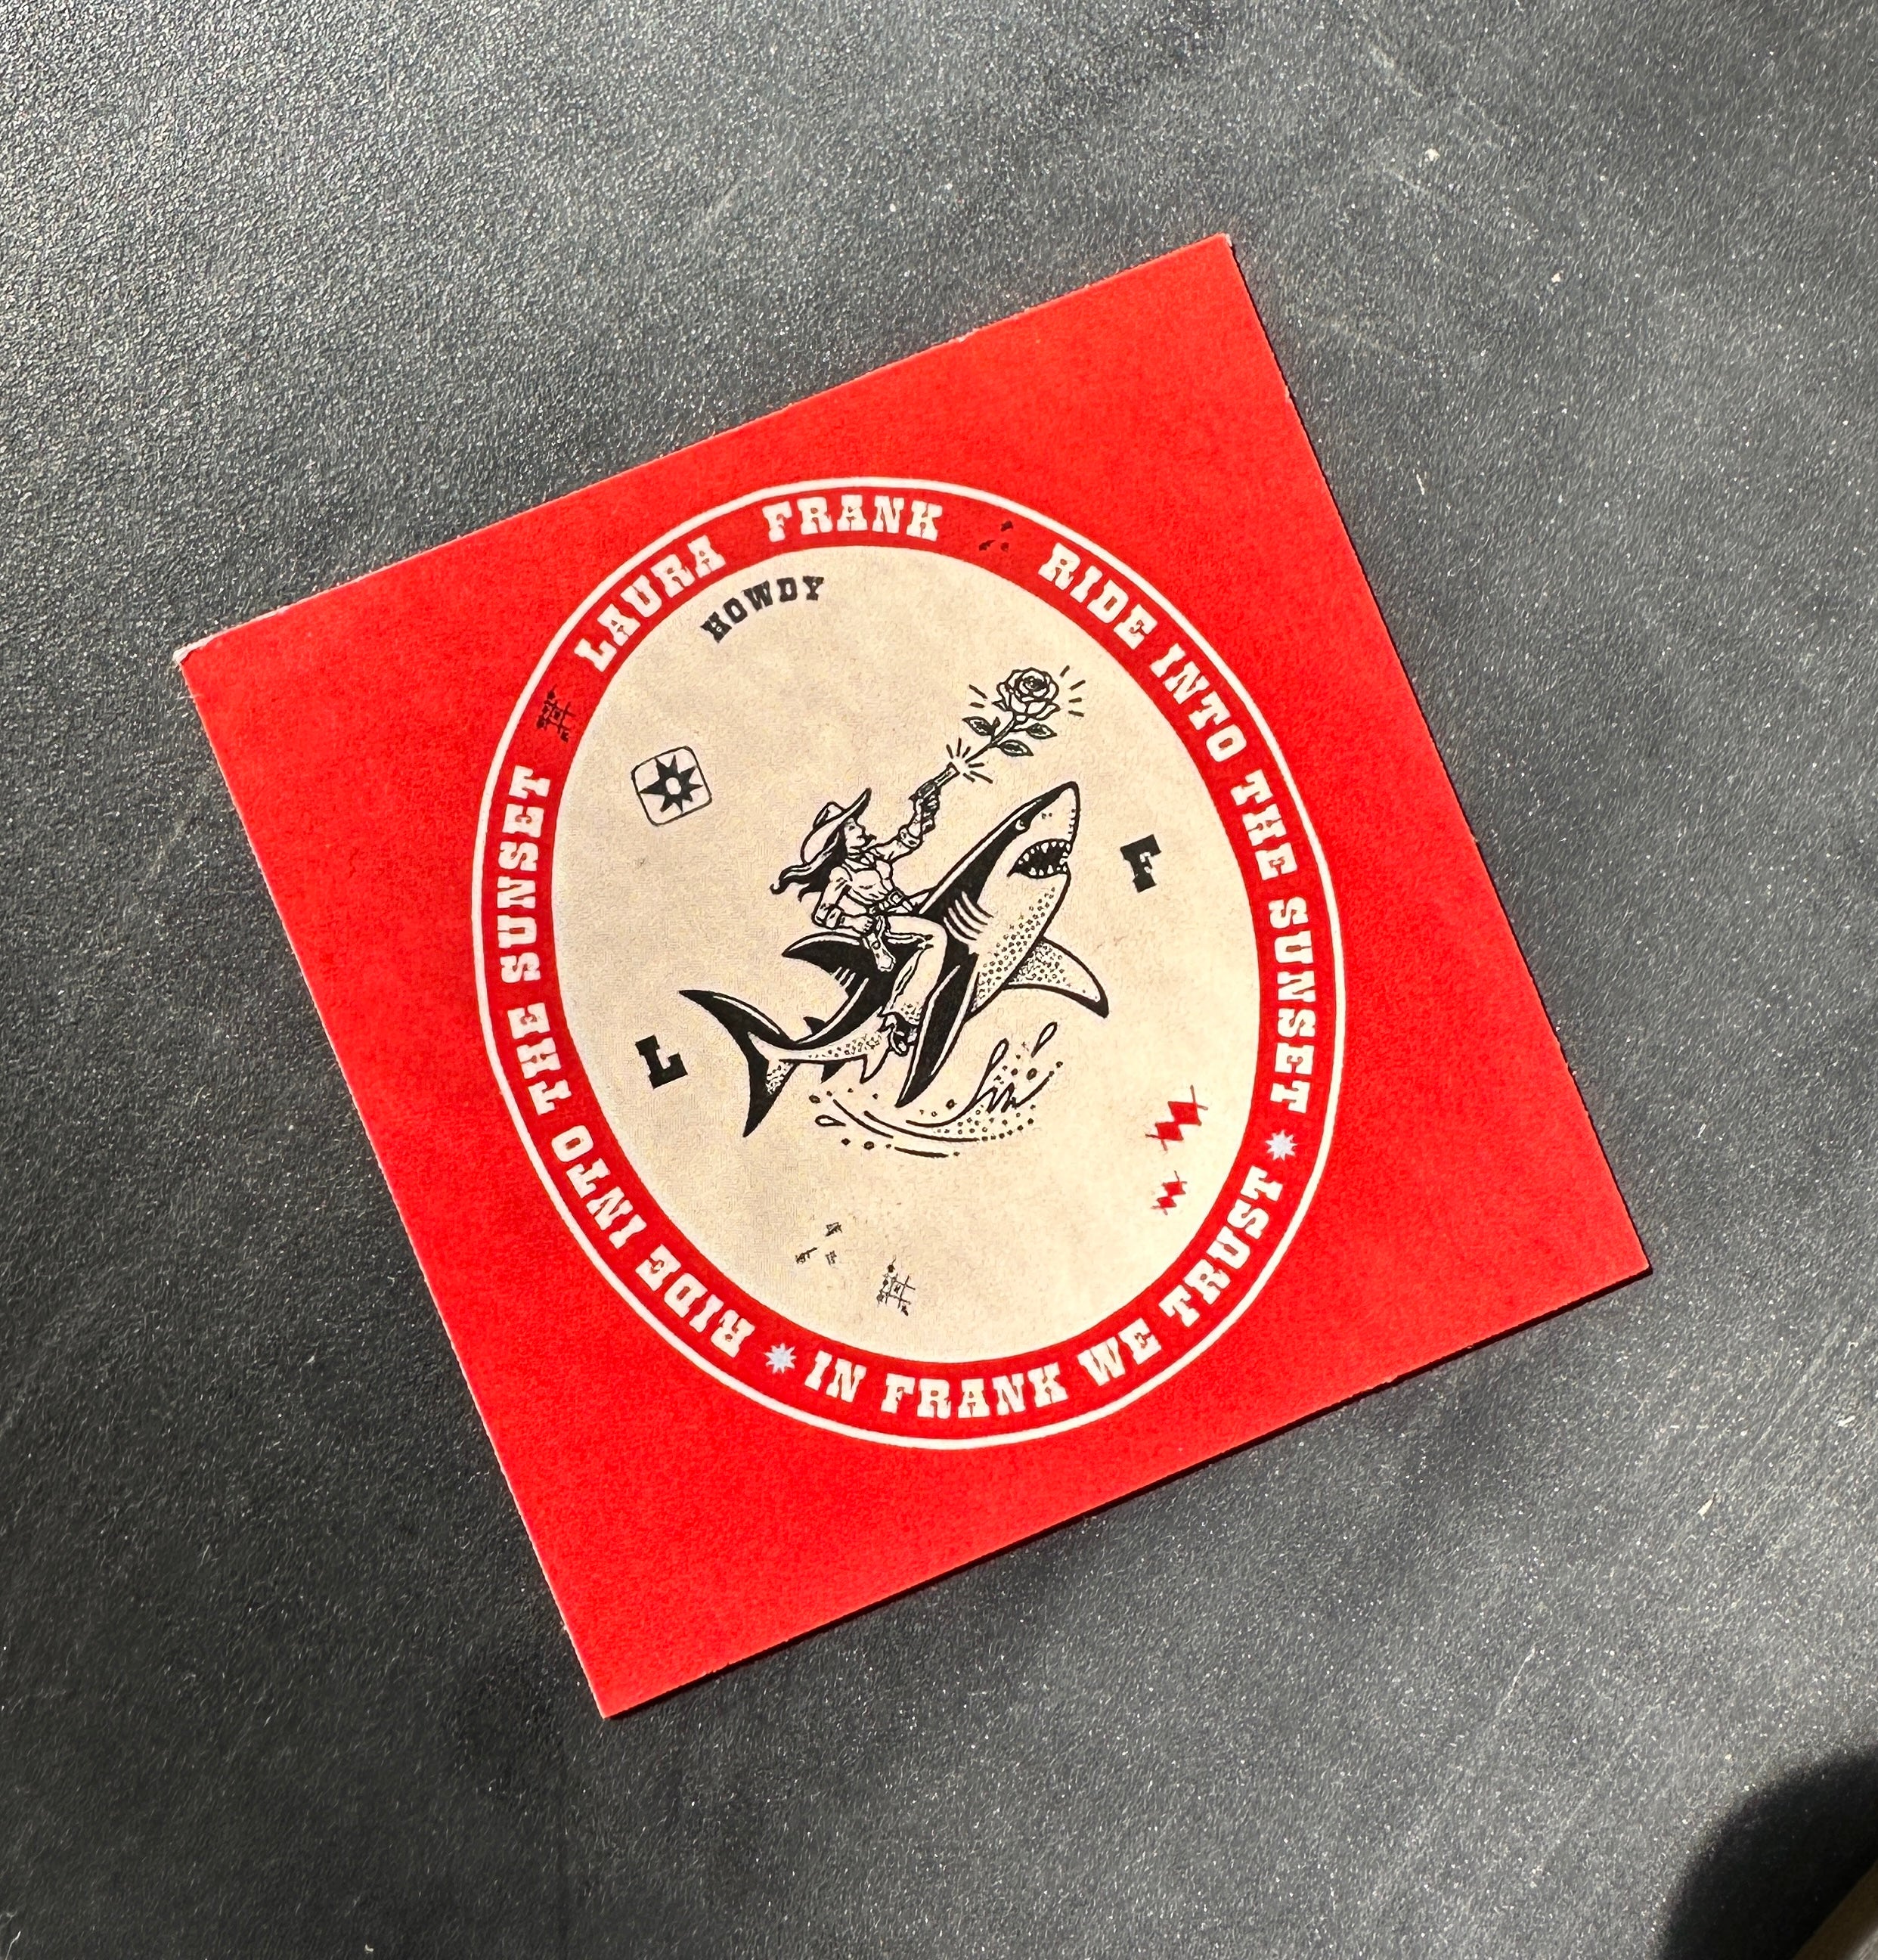 LAURA FRANK
RIDE INTO THE SUNSET
IN FRANK WE TRUST
RIDE INTO THE SUNSET
HOWDY
L
F